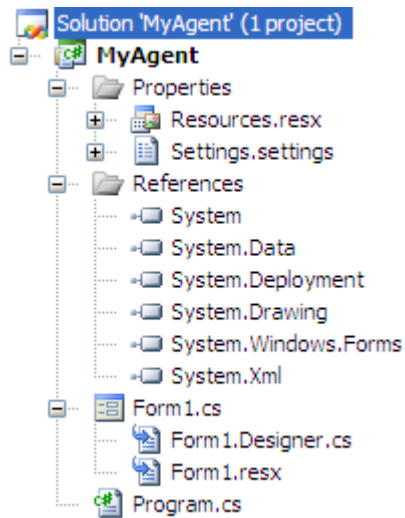 Solution 'MyAgent' (1 project)
MyAgent
Properties
Resources.resx
Settings.settings
References
System
System.Data
System.Deployment
System.Drawing
System.Windows.Forms
System.Xml
Form1.cs
Form1.Designer.cs
Form1.resx
Program.cs